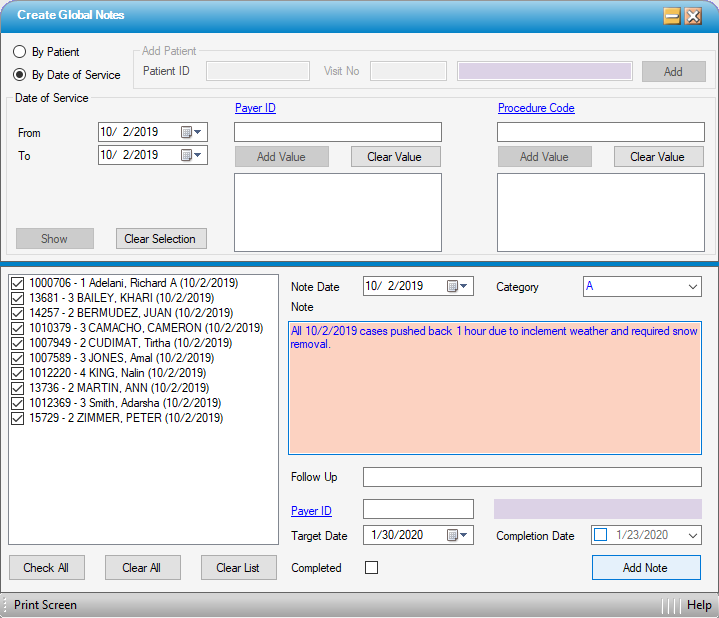 Create Global Notes
By Patient
By Date of Service
Add Patient
Patient ID
Visit No
Add
Date of Service
Payer ID
Procedure Code
From
10/ 2/2019
To
10/ 2/2019
Add Value
Clear Value
Add Value
Clear Value
Show
Clear Selection
1000706 - 1 Adelani, Richard A (10/2/2019)
13681 - 3 BAILEY, KHARI (10/2/2019)
14257 - 2 BERMUDEZ, JUAN (10/2/2019)
1010379 - 3 CAMACHO, CAMERON (10/2/2019)
1007949 - 2 CUDIMAT, Tirtha (10/2/2019)
1007589 - 3 JONES, Amal (10/2/2019)
1012220 - 4 KING, Nalin (10/2/2019)
13736 - 2 MARTIN, ANN (10/2/2019)
1012369 - 3 Smith, Adarsha (10/2/2019)
15729 - 2 ZIMMER, PETER (10/2/2019)
Note Date
10/ 2/2019
Category
A
Note
All 10/2/2019 cases pushed back 1 hour due to inclement weather and required snow
removal.
Follow Up
Payer ID
Target Date
1/30/2020
Completion Date
1/23/2020
Check All
Clear All
Clear List
Completed
Add Note
Print Screen
Help